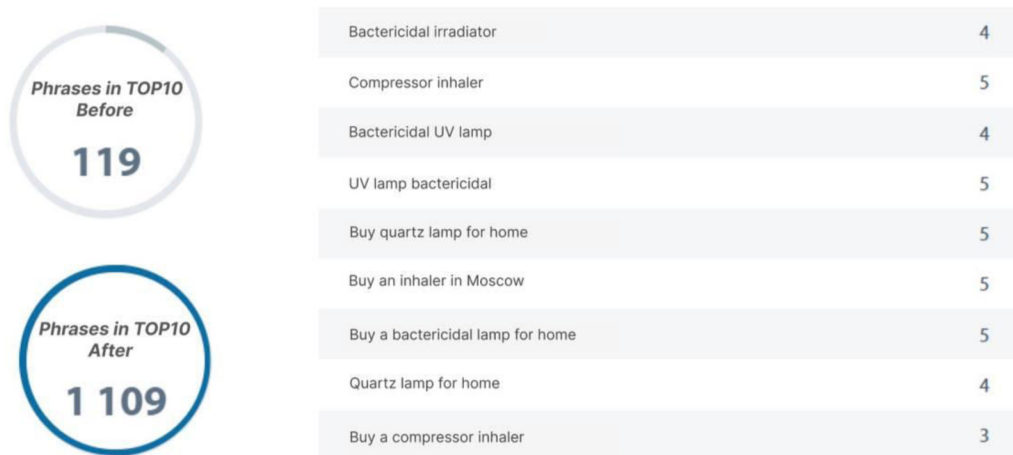 Phrases in TOP10
Before
119
Phrases in TOP10
After
1 109
Bactericidal irradiator 4
Compressor inhaler 5
Bactericidal UV lamp 4
UV lamp bactericidal 5
Buy quartz lamp for home 5
Buy an inhaler in Moscow 5
Buy a bactericidal lamp for home 5
Quartz lamp for home 4
Buy a compressor inhaler 3